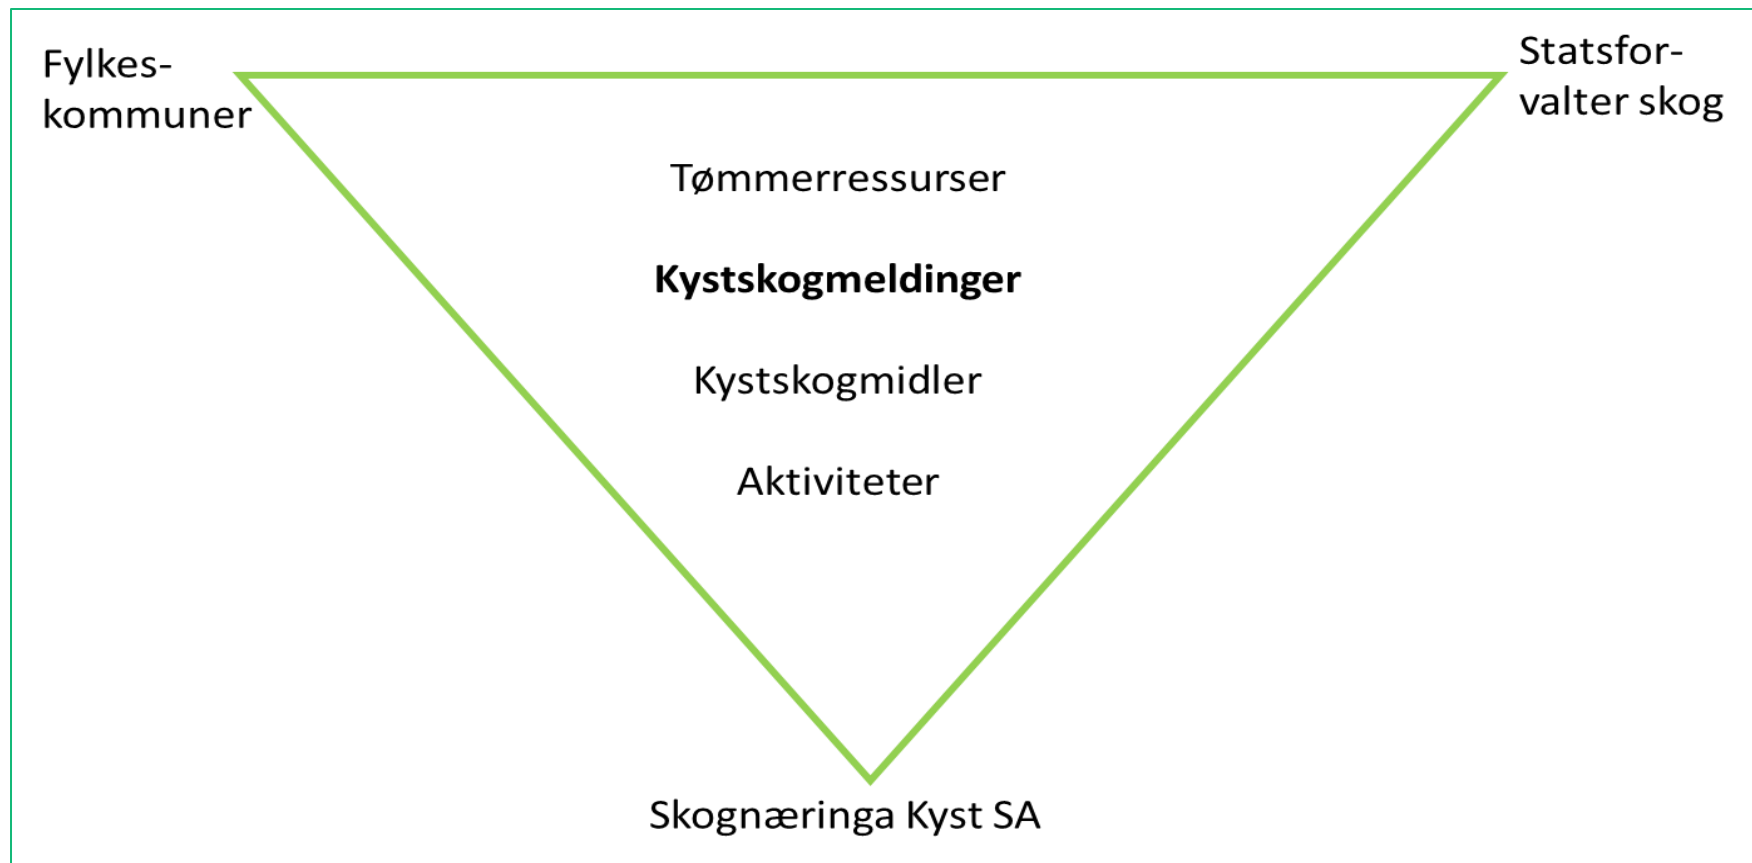 Fylkes-
kommuner
Statsfor-
valter skog
Tømmerressurser
Kystskogmeldinger
Kystskogmidler
Aktiviteter
Skognæringa Kyst SA